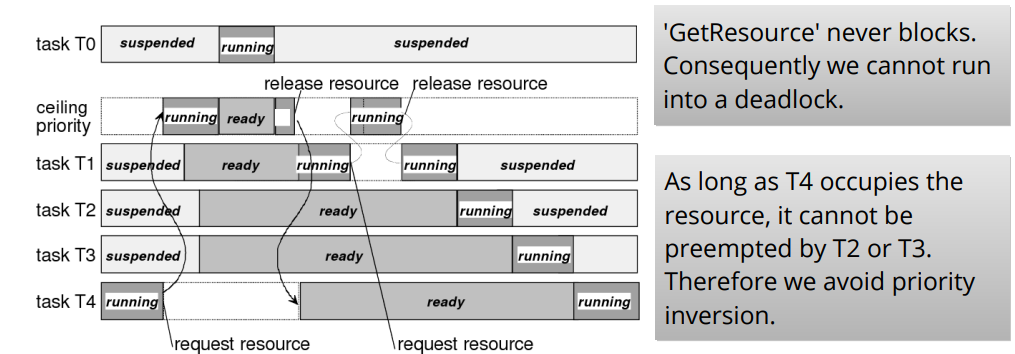 task T0 suspended running suspended
release resource release resource
ceiling
priority
running ready running
task T1 suspended ready running running suspended
task T2 suspended ready running suspended
task T3 suspended ready running
task T4 running ready running
request resource request resource
'GetResource' never blocks.
Consequently we cannot run
into a deadlock.
As long as T4 occupies the
resource, it cannot be
preempted by T2 or T3.
Therefore we avoid priority
inversion.